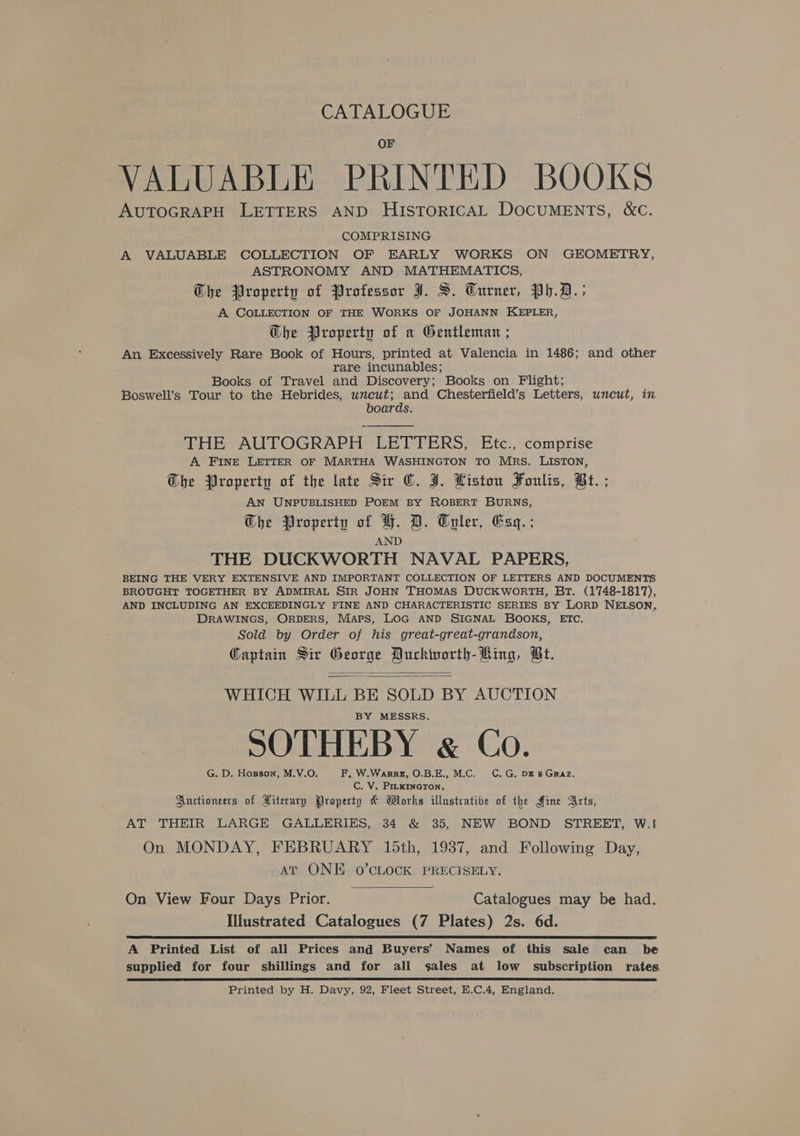 CATALOGUE
OF
VALUABLE PRINTED BOOKS
AUTOGRAPH LETTERS AND HISTORICAL DOCUMENTS, &C.
COMPRISING
A VALUABLE COLLECTION OF EARLY WORKS ON GEOMETRY,
ASTRONOMY AND MATHEMATICS,
The Property of Professor J. S. Turner, Ph.D.;
A COLLECTION OF THE WORKS OF JOHANN KEPLER,
The Property of a Gentleman;
An Excessively Rare Book of Hours, printed at Valencia in 1486; and other
rare incunables;
Books of Travel and Discovery; Books on Flight;
Boswell's Tour to the Hebrides, uncut; and Chesterfield's Letters, uncut, in
boards.
THE AUTOGRAPH LETTERS, Etc., comprise
A FINE LETTER OF MARTHA WASHINGTON TO MRS. LISTON,
The Property of the late Sir C. J. Liston Foulis, Bt.;
AN UNPUBLISHED POEM BY ROBERT BURNS,
The Property of H. D. Tyler, Esq.;
AND
THE DUCKWORTH NAVAL PAPERS,
BEING THE VERY EXTENSIVE AND IMPORTANT COLLECTION OF LETTERS AND DOCUMENTS
BROUGHT TOGETHER BY ADMIRAL SIR JOHN THOMAS DUCKWORTH, BT. (1748-1817),
AND INCLUDING AN EXCEEDINGLY FINE AND CHARACTERISTIC SERIES BY LORD NELSON,
DRAWINGS, ORDERS, MAPS, LOG AND SIGNAL BOOKS, ETC.
Sold by Order of his great-great-grandson,
Captain Sir George Duckworth-King, Bt.
WHICH WILL BE SOLD BY AUCTION
BY MESSRS.
SOTHEBY & Co.
G. D. HOBSON, M.V.O. F. W. WARRE, O.B.E., M.C. C. G. DES GRAZ.
C. V. PILKINGTON.
Auctioneers of Literary Property & Works illustrative of the Fine Arts,
AT THEIR LARGE GALLERIES, 34 & 35, NEW BOND STREET, W.1
On MONDAY, FEBRUARY 15th, 1937, and Following Day,
AT ONE O'CLOCK PRECISELY.
On View Four Days Prior. Catalogues may be had.
Illustrated Catalogues (7 Plates) 2s. 6d.
A Printed List of all Prices and Buyers' Names of this sale can be
supplied for four shillings and for all sales at low subscription rates
Printed by H. Davy, 92, Fleet Street, E.C.4, England.